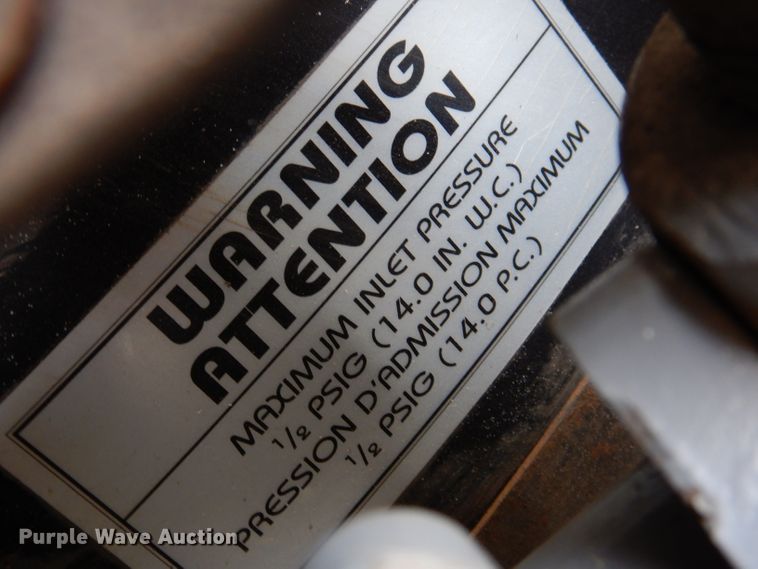 WARNING
ATTENTION
MAXIMUM INLET PRESSURE
1/2 PSIG (14.0 IN. W.C.)
PRESSION D'ADMISSION MAXIMUM
1/2 PSIG (14.0 P.C.)
Purple Wave Auction